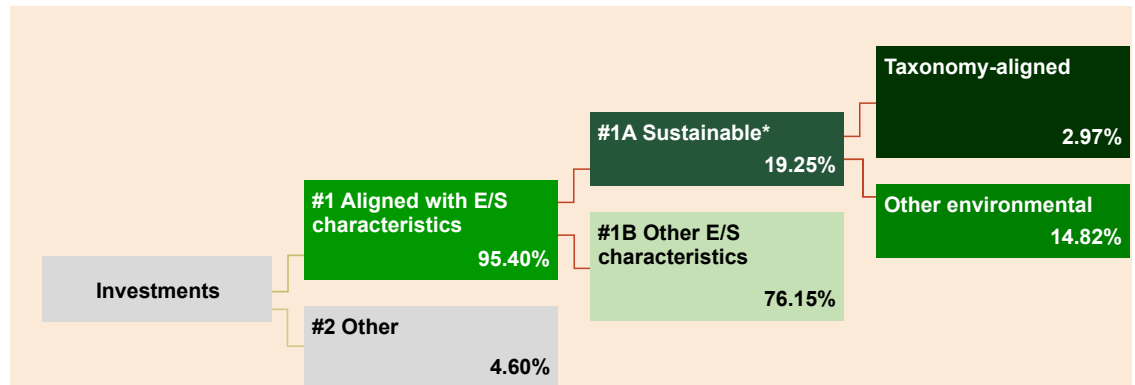 Investments
#1 Aligned with E/S
characteristics
95.40%
#2 Other
4.60%
#1A Sustainable*
19.25%
#1B Other E/S
characteristics
76.15%
Taxonomy-aligned
2.97%
Other environmental
14.82%